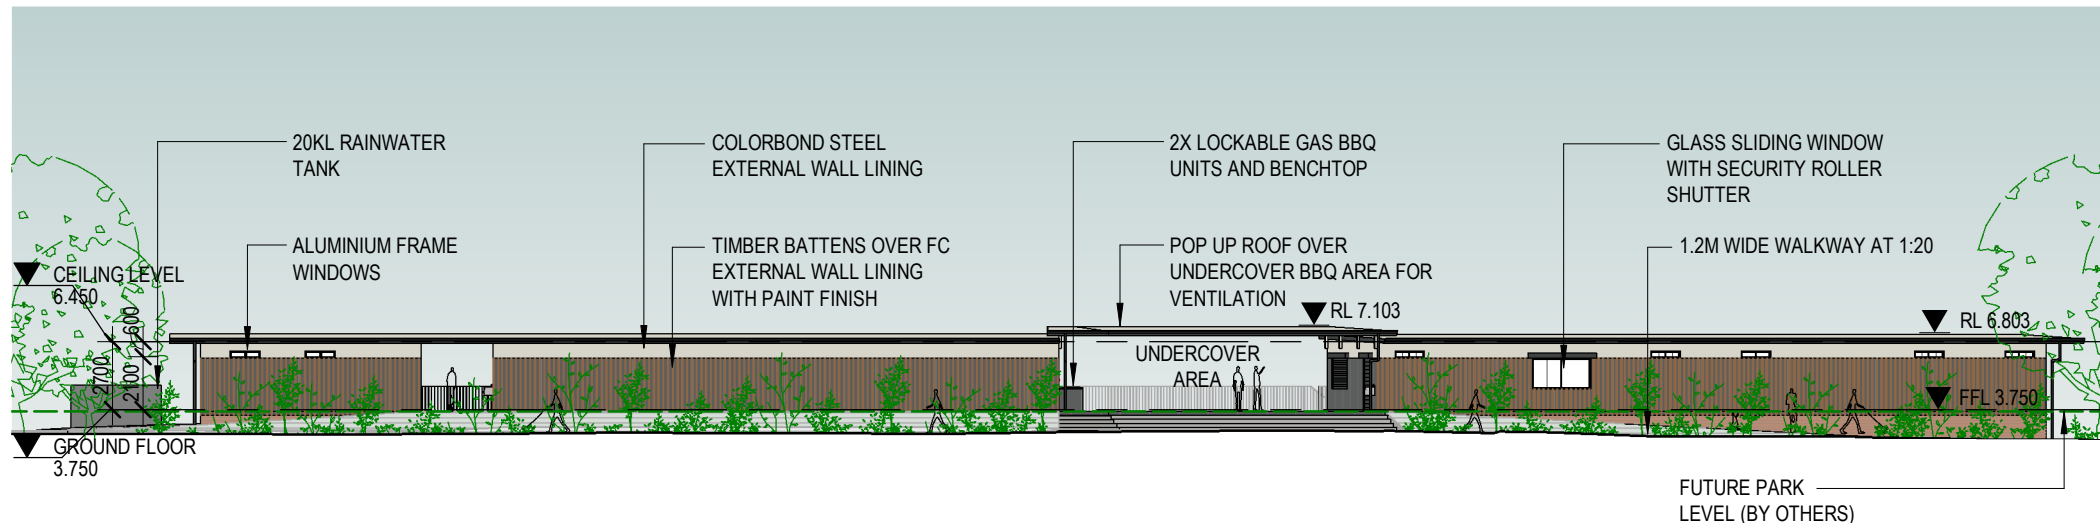 20KL RAINWATER
TANK
COLORBOND STEEL
EXTERNAL WALL LINING
2X LOCKABLE GAS BBQ
UNITS AND BENCHTOP
GLASS SLIDING WINDOW
WITH SECURITY ROLLER
SHUTTER
ALUMINIUM FRAME
WINDOWS
TIMBER BATTENS OVER FC
EXTERNAL WALL LINING
WITH PAINT FINISH
POP UP ROOF OVER
UNDERCOVER BBQ AREA FOR
VENTILATION
1.2M WIDE WALKWAY AT 1:20
CEILING LEVEL
6.450
RL 7.103
RL 6.803
600
2700
2100
UNDERCOVER
AREA
FFL 3.750
GROUND FLOOR
3.750
FUTURE PARK
LEVEL (BY OTHERS)